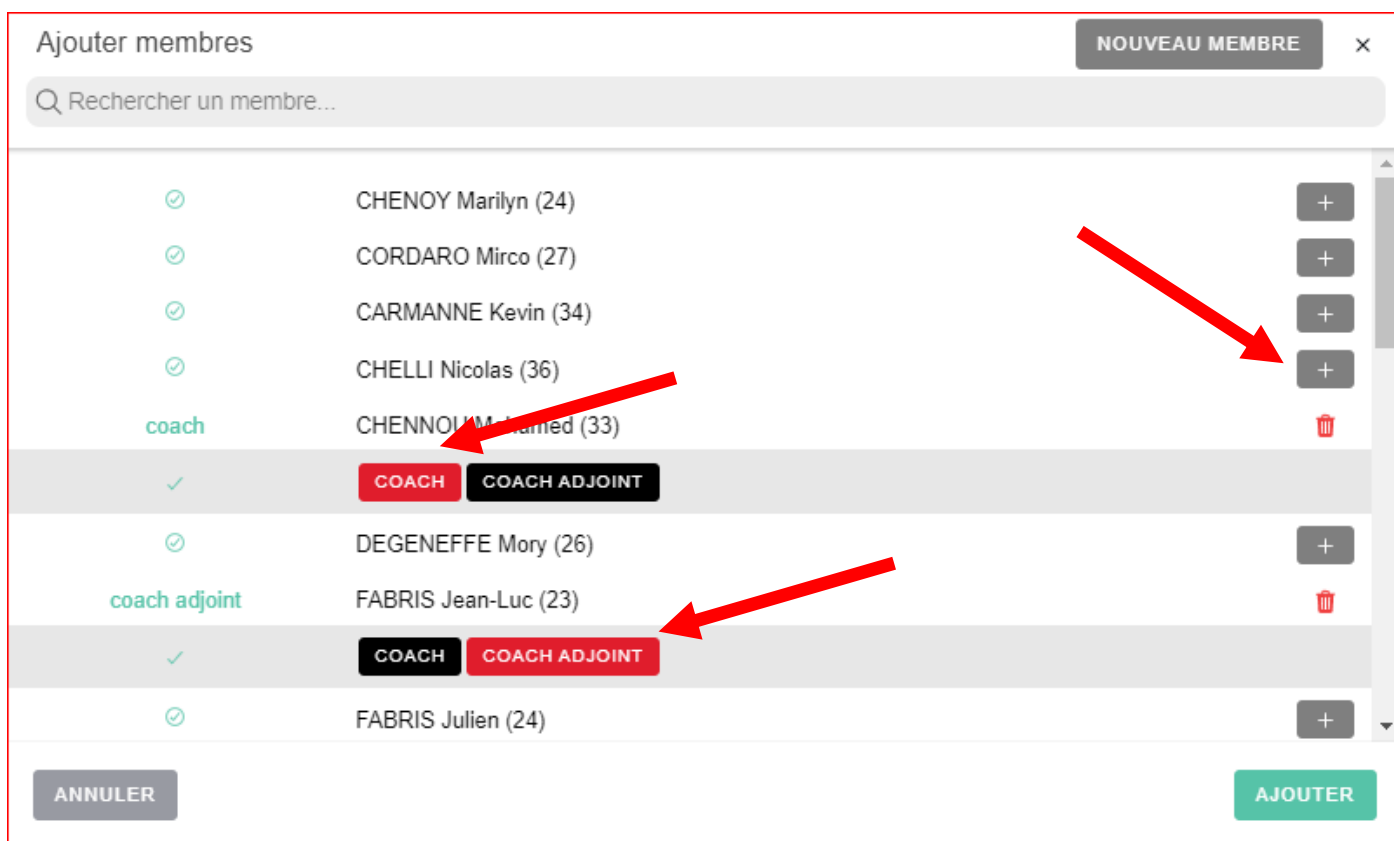 Ajouter membres NOUVEAU MEMBRE ×
Rechercher un membre...
CHENOY Marilyn (24) +
CORDARO Mirco (27) +
CARMANNE Kevin (34) +
CHELLI Nicolas (36) +
coach CHENNOU Mohamed (33)
COACH COACH ADJOINT
DEGENEFFE Mory (26) +
coach adjoint FABRIS Jean-Luc (23)
COACH COACH ADJOINT
FABRIS Julien (24) +
ANNULER AJOUTER